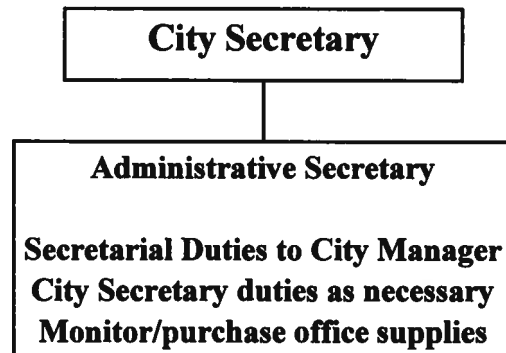 City Secretary
Administrative Secretary
Secretarial Duties to City Manager
City Secretary duties as necessary
Monitor/purchase office supplies